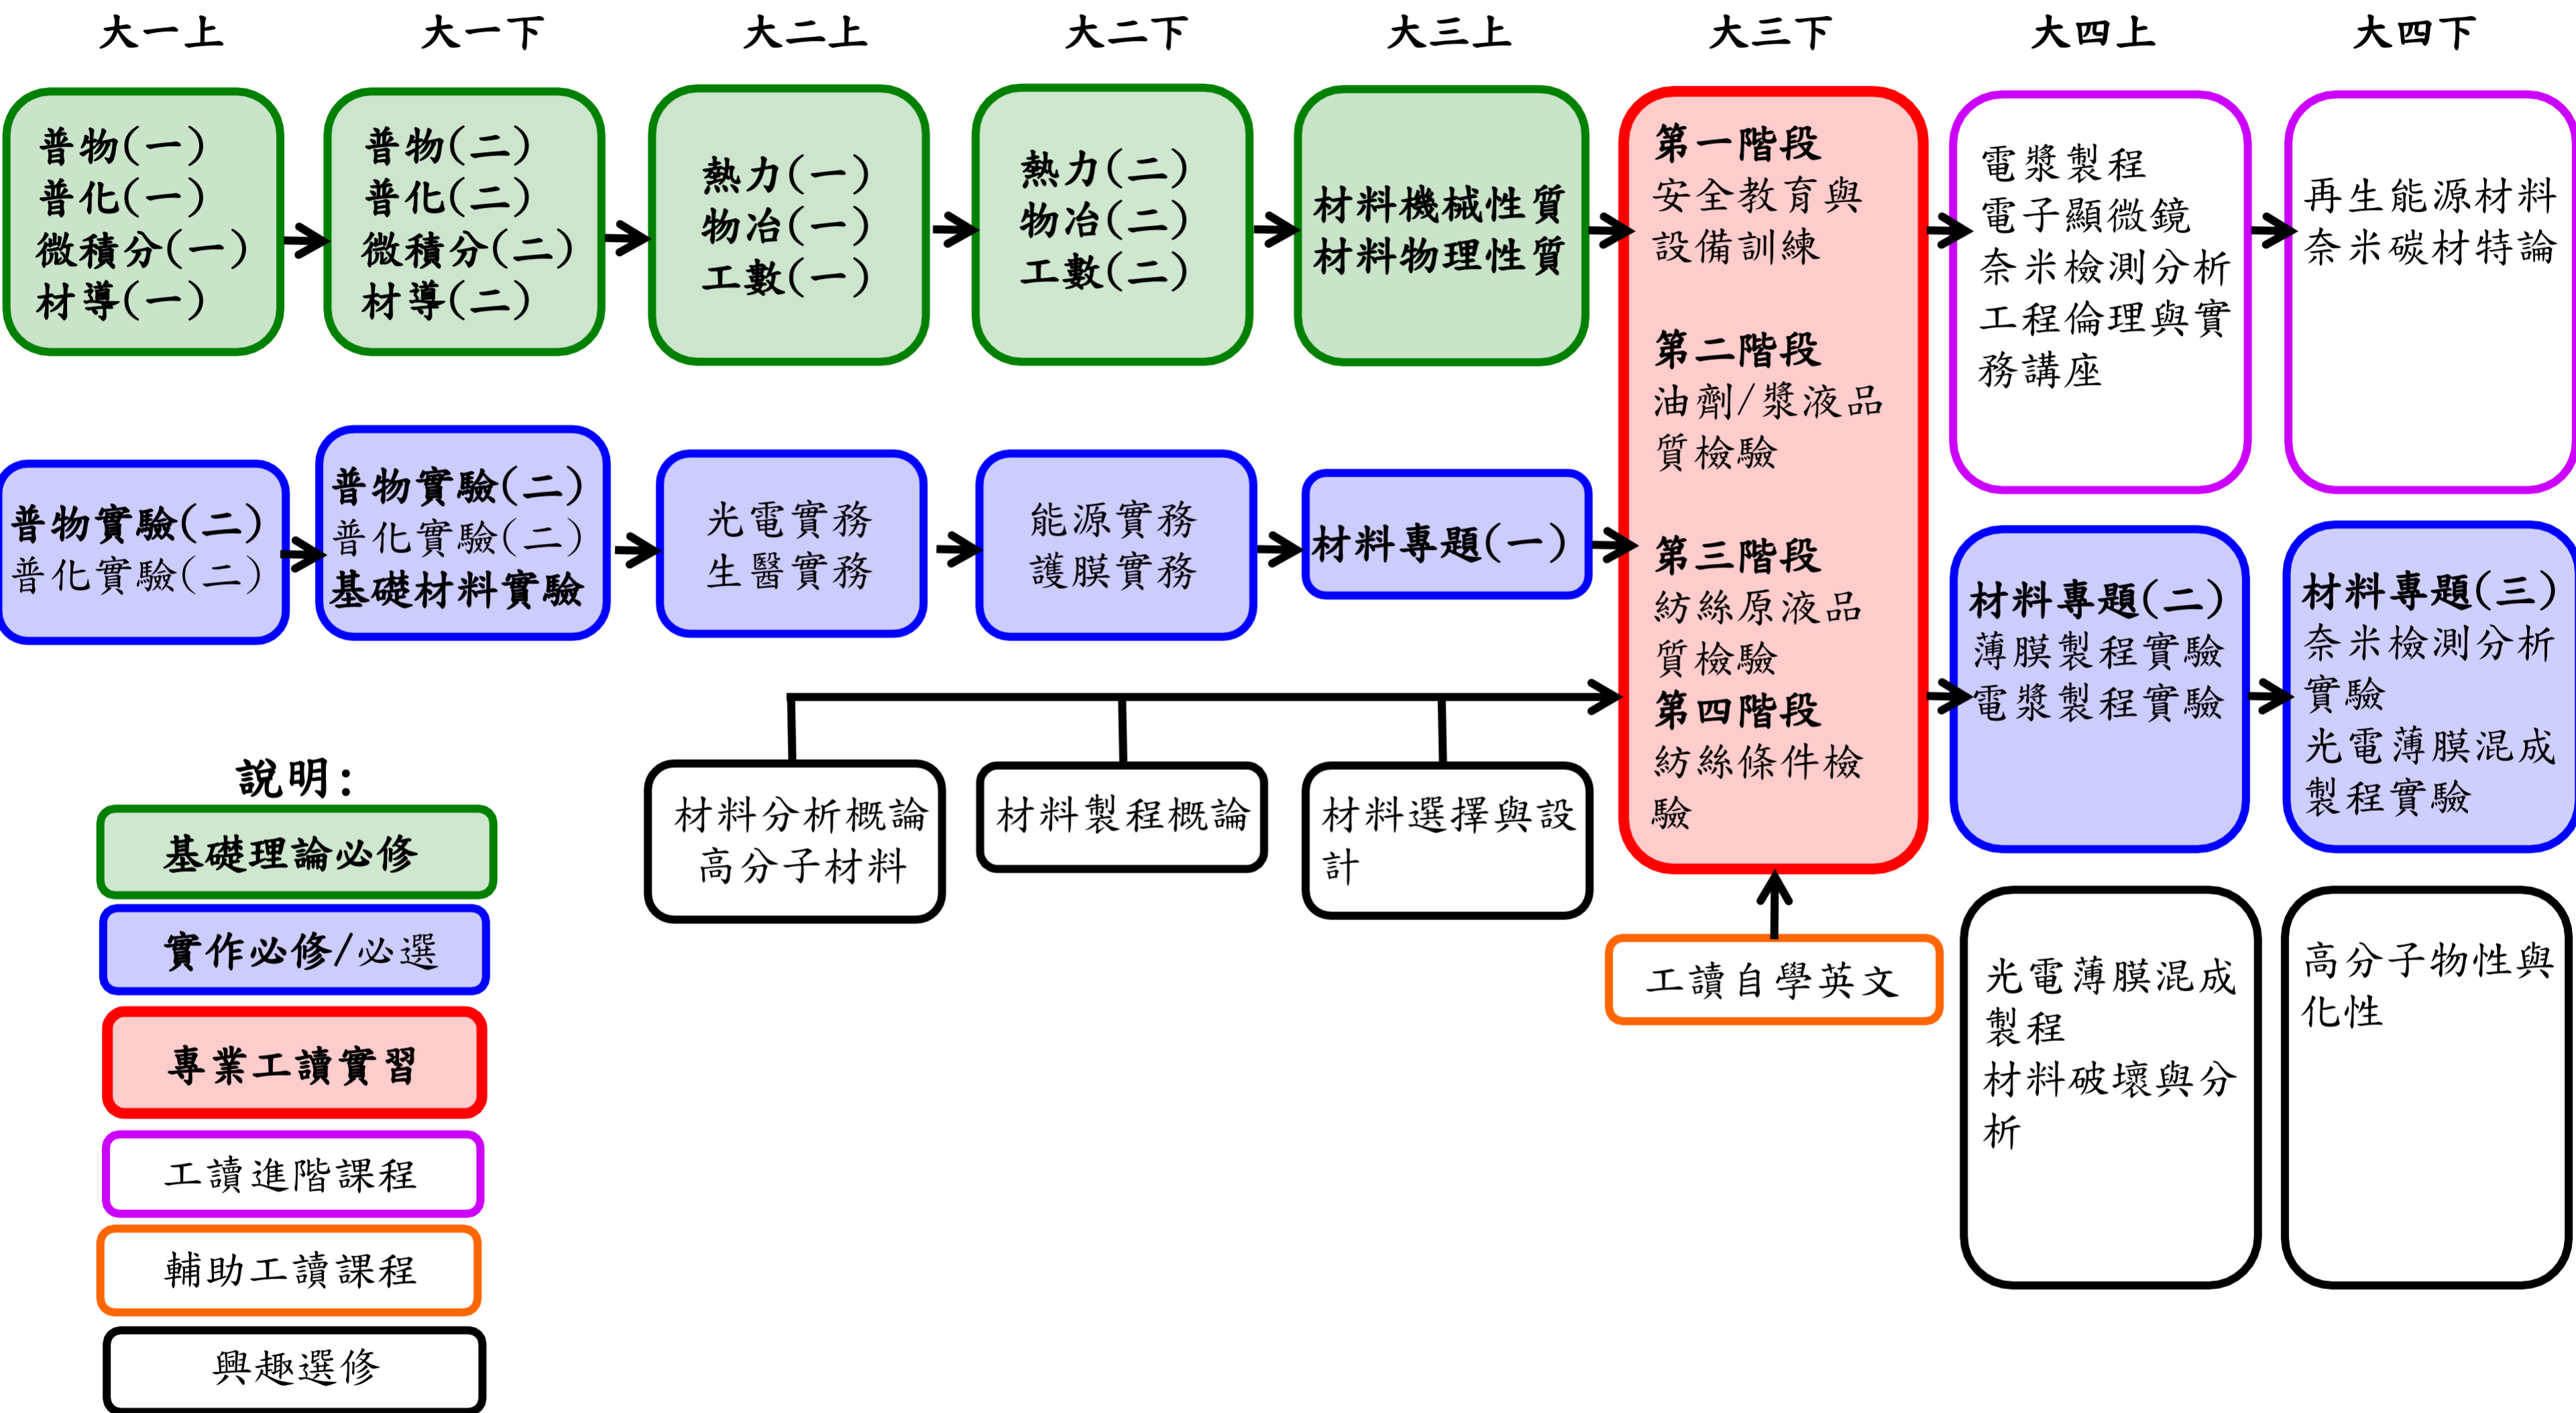 大一上
大一下
大二上
大二下
大三上
大三下
大四上
大四下
普物(一)
普化(一)
微積分(一)
材導(一)
普物(二)
普化(二)
微積分(二)
材導(二)
熱力(一)
物冶(一)
工數(一)
熱力(二)
物冶(二)
工數(二)
材料機械性質
材料物理性質
第一階段
安全教育與
設備訓練
第二階段
油劑/漿液品
質檢驗
第三階段
紡絲原液品
質檢驗
第四階段
紡絲條件檢
驗
電漿製程
電子顯微鏡
奈米檢測分析
工程倫理與實
務講座
再生能源材料
奈米碳材特論
普物實驗(二)
普化實驗(二)
普物實驗(二)
普化實驗(二)
基礎材料實驗
光電實務
生醫實務
能源實務
護膜實務
材料專題(一)
材料專題(二)
薄膜製程實驗
電漿製程實驗
材料專題(三)
奈米檢測分析
實驗
光電薄膜混成
製程實驗
材料分析概論
高分子材料
材料製程概論
材料選擇與設
計
工讀自學英文
光電薄膜混成
製程
材料破壞與分
析
高分子物性與
化性
說明:
基礎理論必修
實作必修/必選
專業工讀實習
工讀進階課程
輔助工讀課程
興趣選修